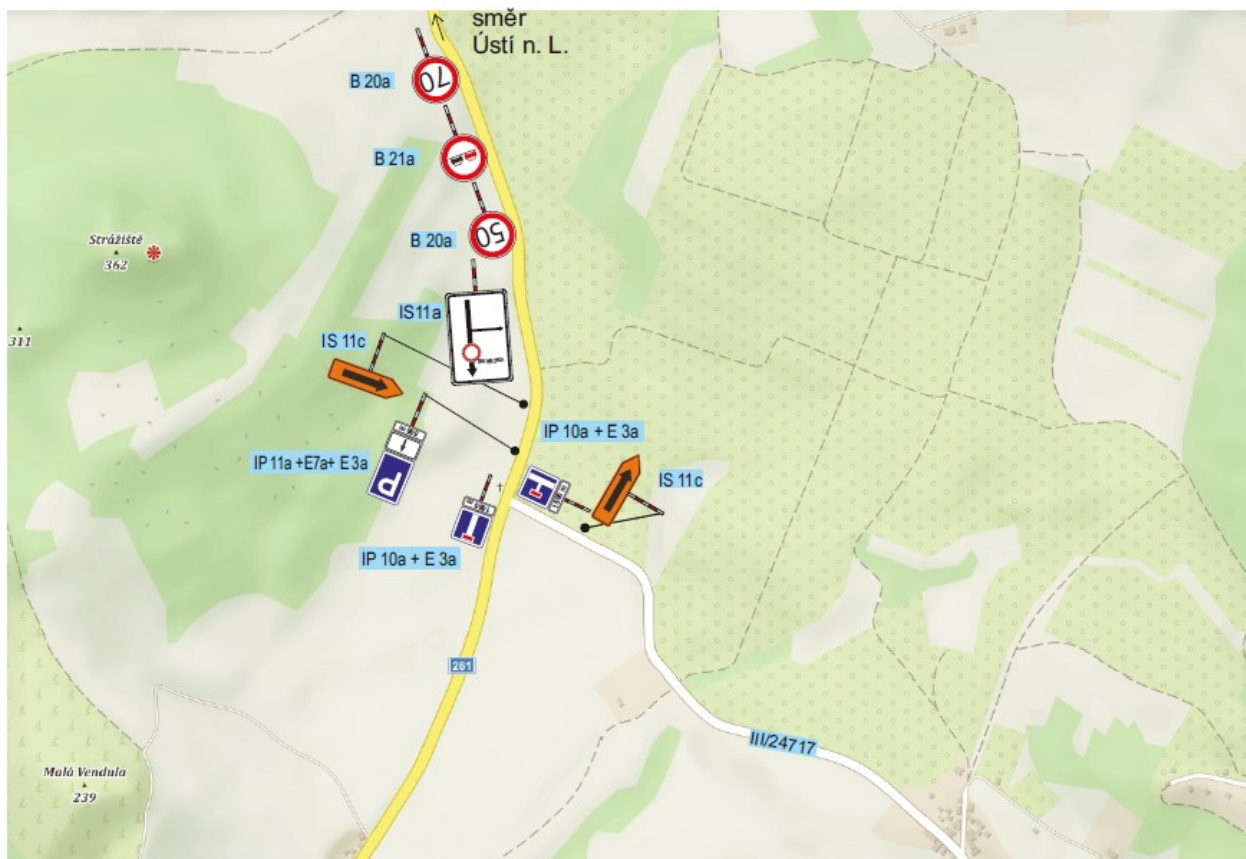 směr
Ústí n. L.
B 20a
70
B 21a
B 20a
50
Strážiště
362
IS11a
311
IS 11c
IP 10a + E 3a
IP 11a +E7a+ E 3a
P
IS 11c
IP 10a + E 3a
261
III/24717
Malá Vendula
239